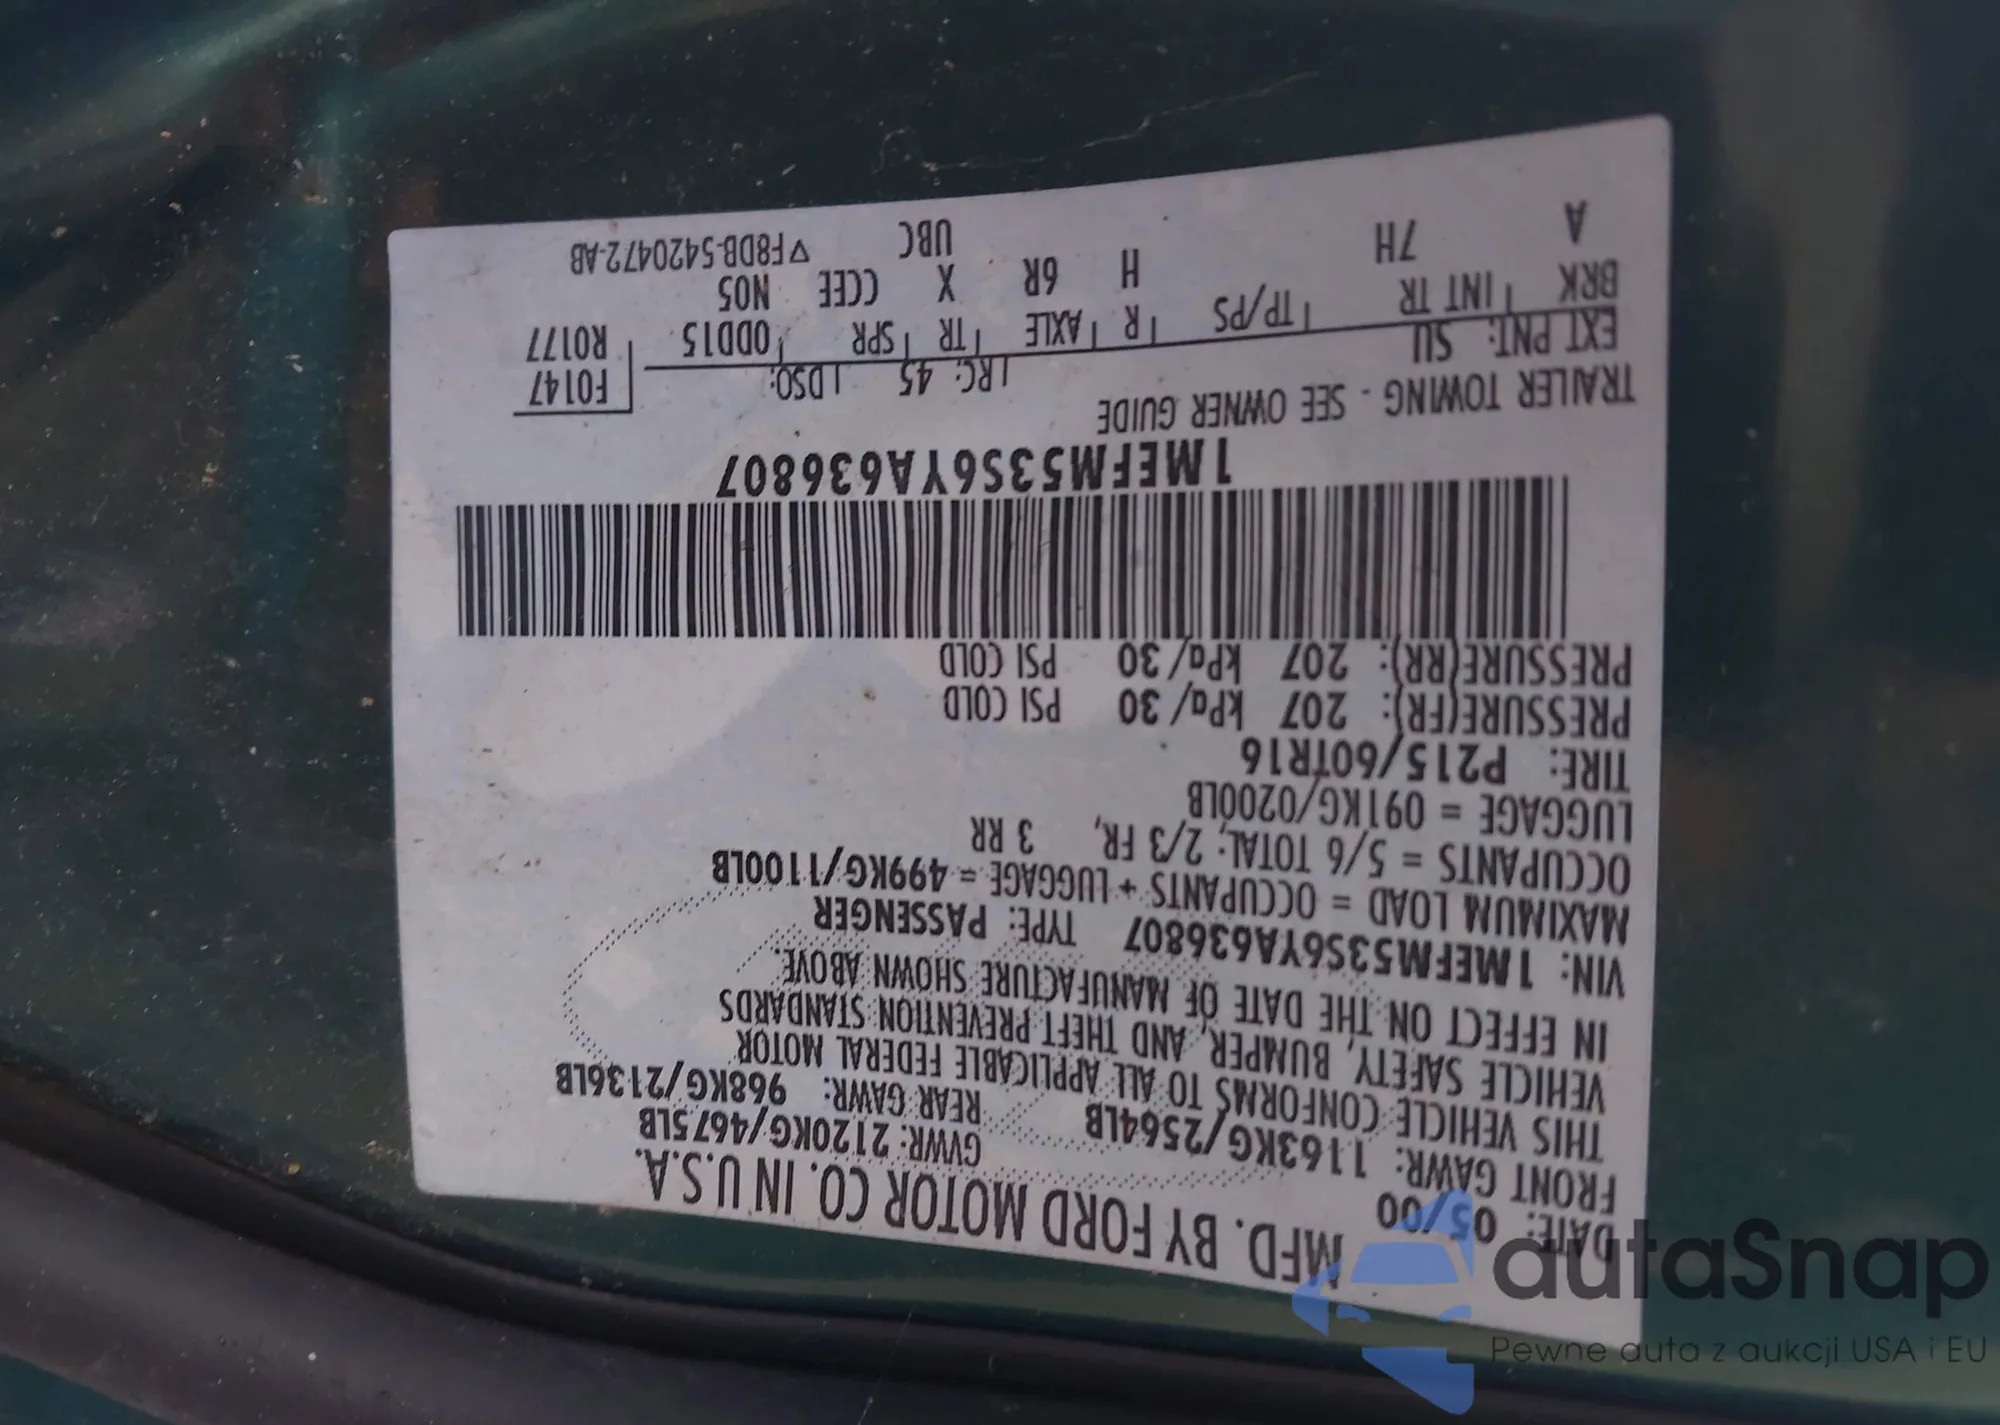 MFD. BY FORD MOTOR CO. IN U.S.A.
DATE: 05/00 GVWR: 2120KG/4675LB
FRONT GAWR: 1163KG/2564LB REAR GAWR: 968KG/2136LB
THIS VEHICLE CONFORMS TO ALL APPLICABLE FEDERAL MOTOR
VEHICLE SAFETY, BUMPER, AND THEFT PREVENTION STANDARDS
IN EFFECT ON THE DATE OF MANUFACTURE SHOWN ABOVE.
VIN: 1MEFM53S6YA636807 TYPE: PASSENGER
MAXIMUM LOAD = OCCUPANTS + LUGGAGE = 499KG/1100LB
OCCUPANTS = 5/6 TOTAL; 2/3 FR, 3 RR
LUGGAGE = 091KG/0200LB
TIRE: P215/60TR16
PRESSURE(FR): 207 kPa/30 PSI COLD
PRESSURE(RR): 207 kPa/30 PSI COLD
1MEFM53S6YA636807
TRAILER TOWING - SEE OWNER GUIDE
F0147
R0177
EXT PNT: SU RC: 45 DSO:
BRK INT TR TP/PS R AXLE TR SPR ODD15
A 7H H 6R X CCEE N05
UBC ▽F8DB-5420472-AB
autaSnap
Pewne auta z aukcji USA i EU